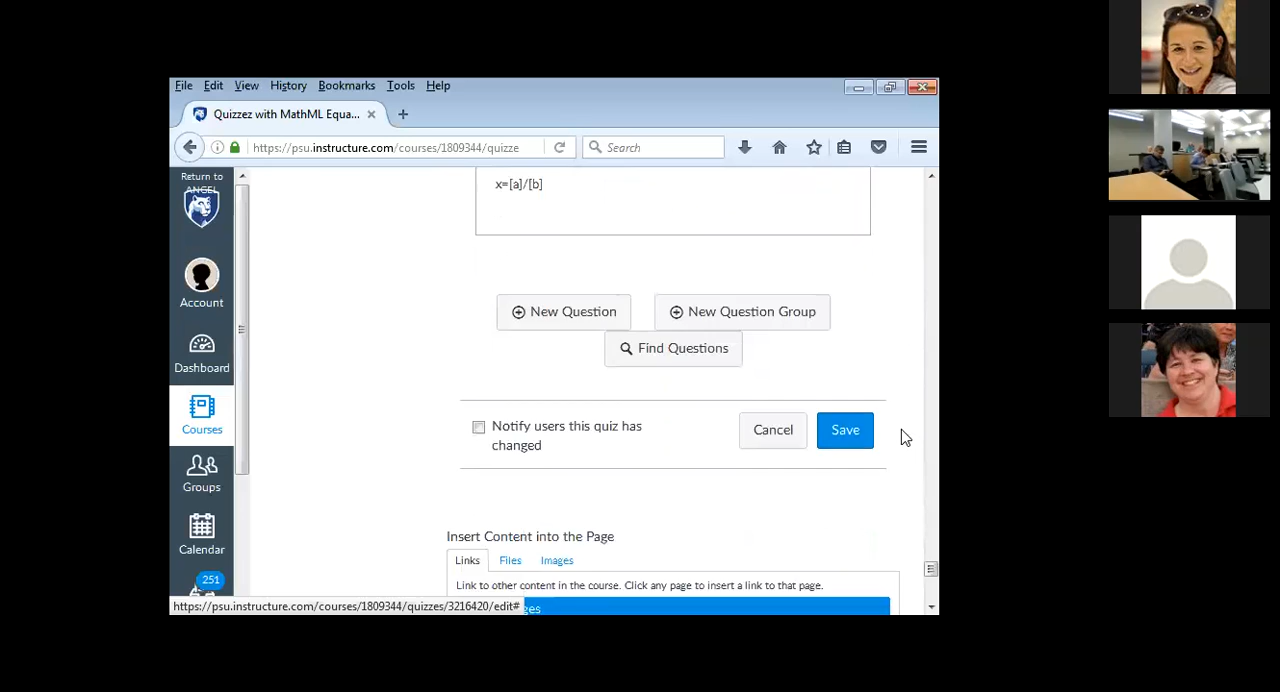 File Edit View History Bookmarks Tools Help
Quizzez with MathML Equa...
https://psu.instructure.com/courses/1809344/quizze
Search
Return to
ANGEL
Account
Dashboard
Courses
Groups
Calendar
251
x=[a]/[b]
New Question
New Question Group
Find Questions
Notify users this quiz has
changed
Cancel
Save
Insert Content into the Page
Links Files Images
Link to other content in the course. Click any page to insert a link to that page.
https://psu.instructure.com/courses/1809344/quizzes/3216420/edit#